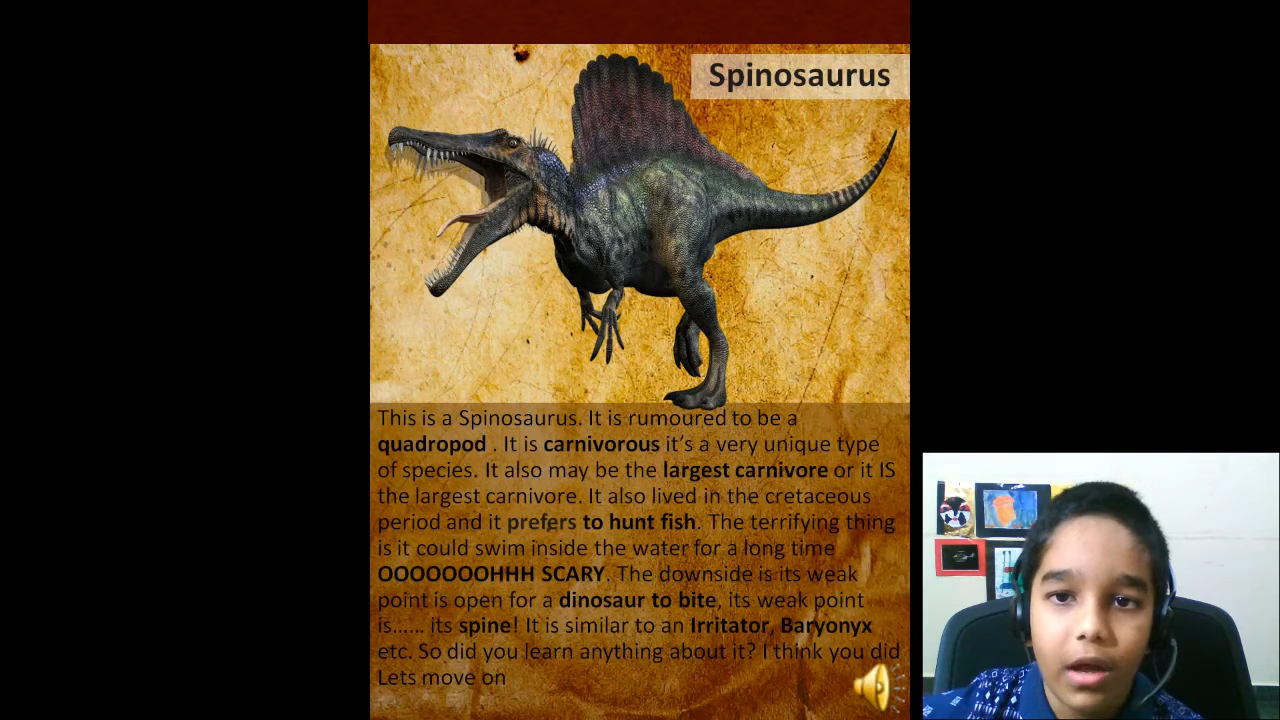 Spinosaurus
This is a Spinosaurus. It is rumoured to be a
quadropod . It is carnivorous it's a very unique type
of species. It also may be the largest carnivore or it IS
the largest carnivore. It also lived in the cretaceous
period and it prefers to hunt fish. The terrifying thing
is it could swim inside the water for a long time
OOOOOOOHHH SCARY. The downside is its weak
point is open for a dinosaur to bite, its weak point
is...... its spine! It is similar to an Irritator, Baryonyx
etc. So did you learn anything about it? I think you did
Lets move on